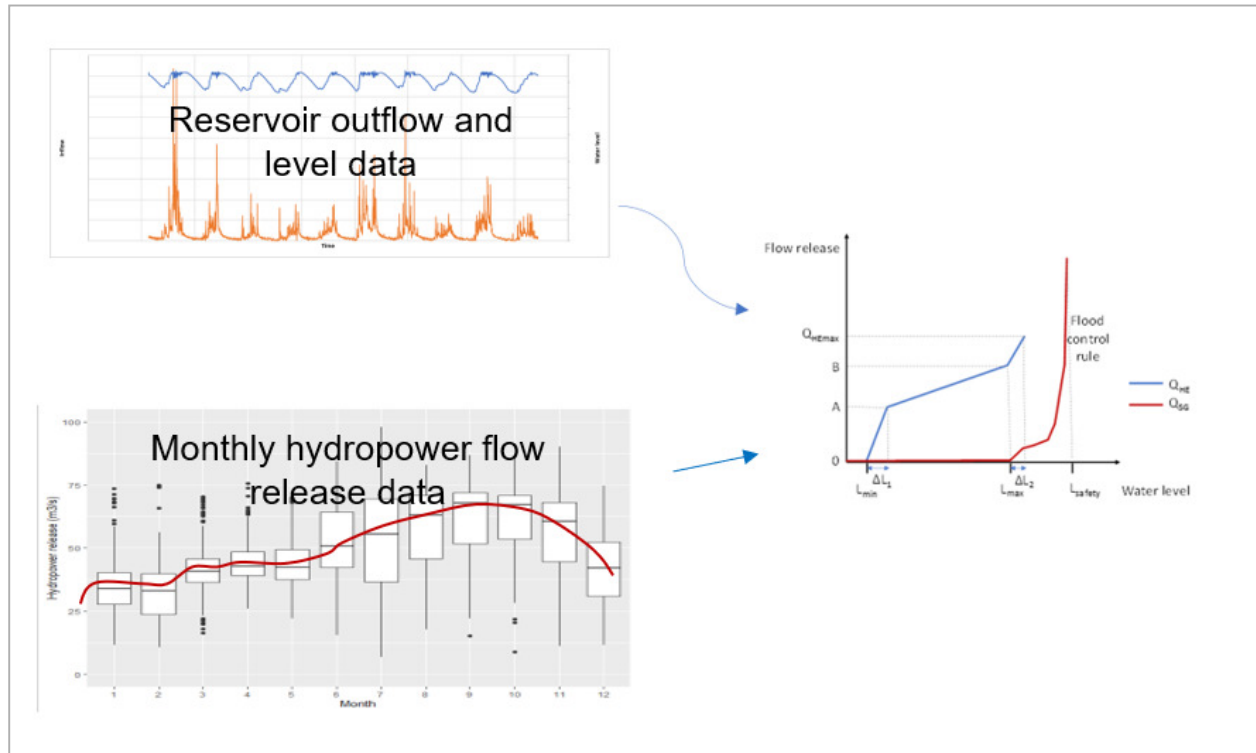 Reservoir outflow and
level data
Inflow
Water level
Time
Monthly hydropower flow
release data
Hydropower release (m3/s)
100
75
50
25
0
1 2 3 4 5 6 7 8 9 10 11 12
Month
Flow release
Q_HEmax
B
A
0
Flood
control
rule
Q_HE
Q_SG
ΔL₁
ΔL₂
L_min
L_max
L_safety
Water level